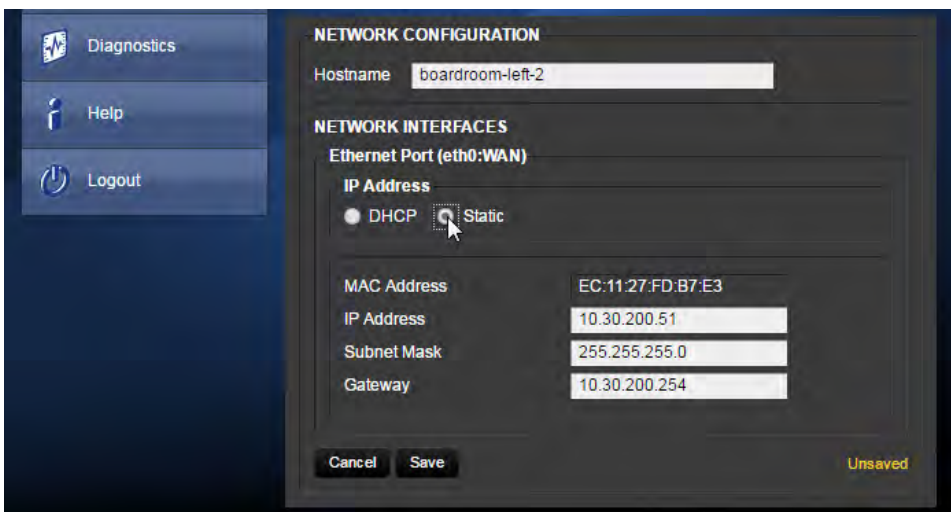 Diagnostics
Help
Logout
NETWORK CONFIGURATION
Hostname boardroom-left-2
NETWORK INTERFACES
Ethernet Port (eth0:WAN)
IP Address
DHCP Static
MAC Address EC:11:27:FD:B7:E3
IP Address 10.30.200.51
Subnet Mask 255.255.255.0
Gateway 10.30.200.254
Cancel Save Unsaved